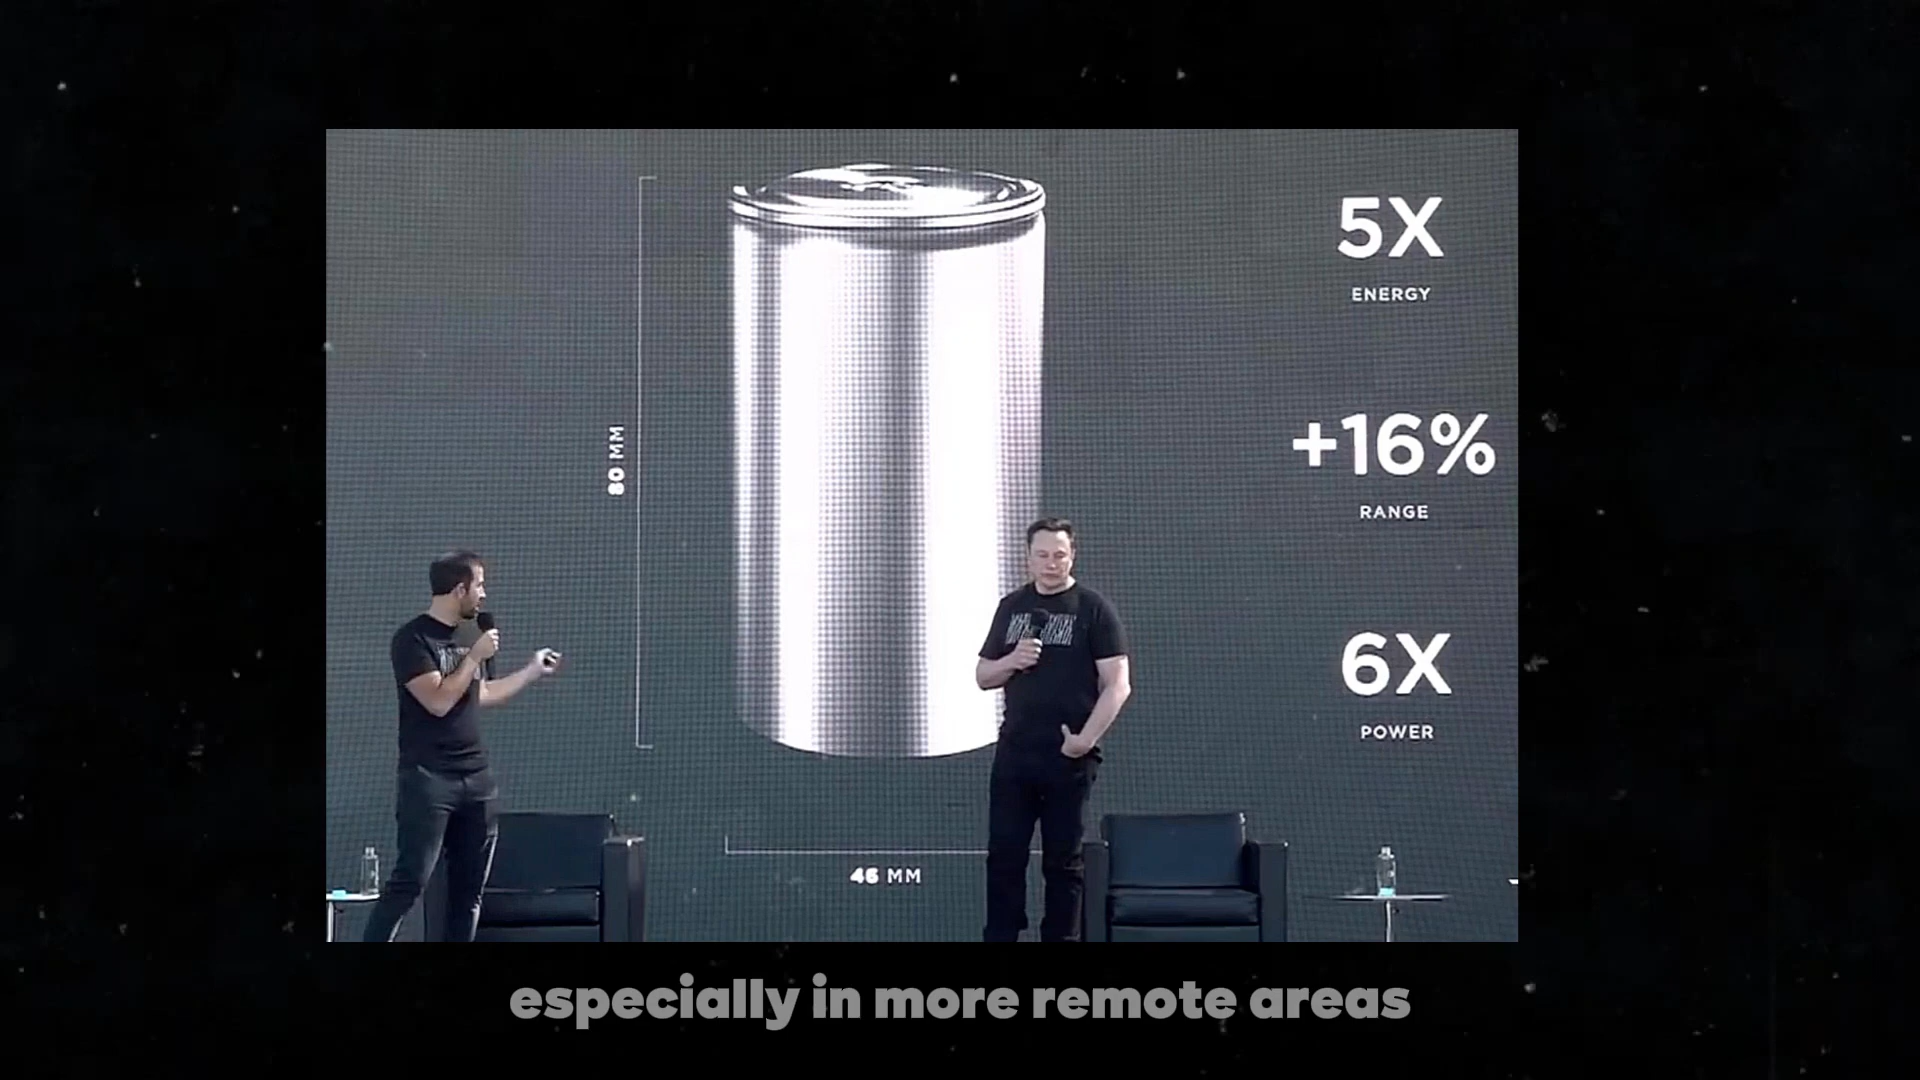 5X
ENERGY
+16%
RANGE
80 MM
6X
POWER
46 MM
especially in more remote areas